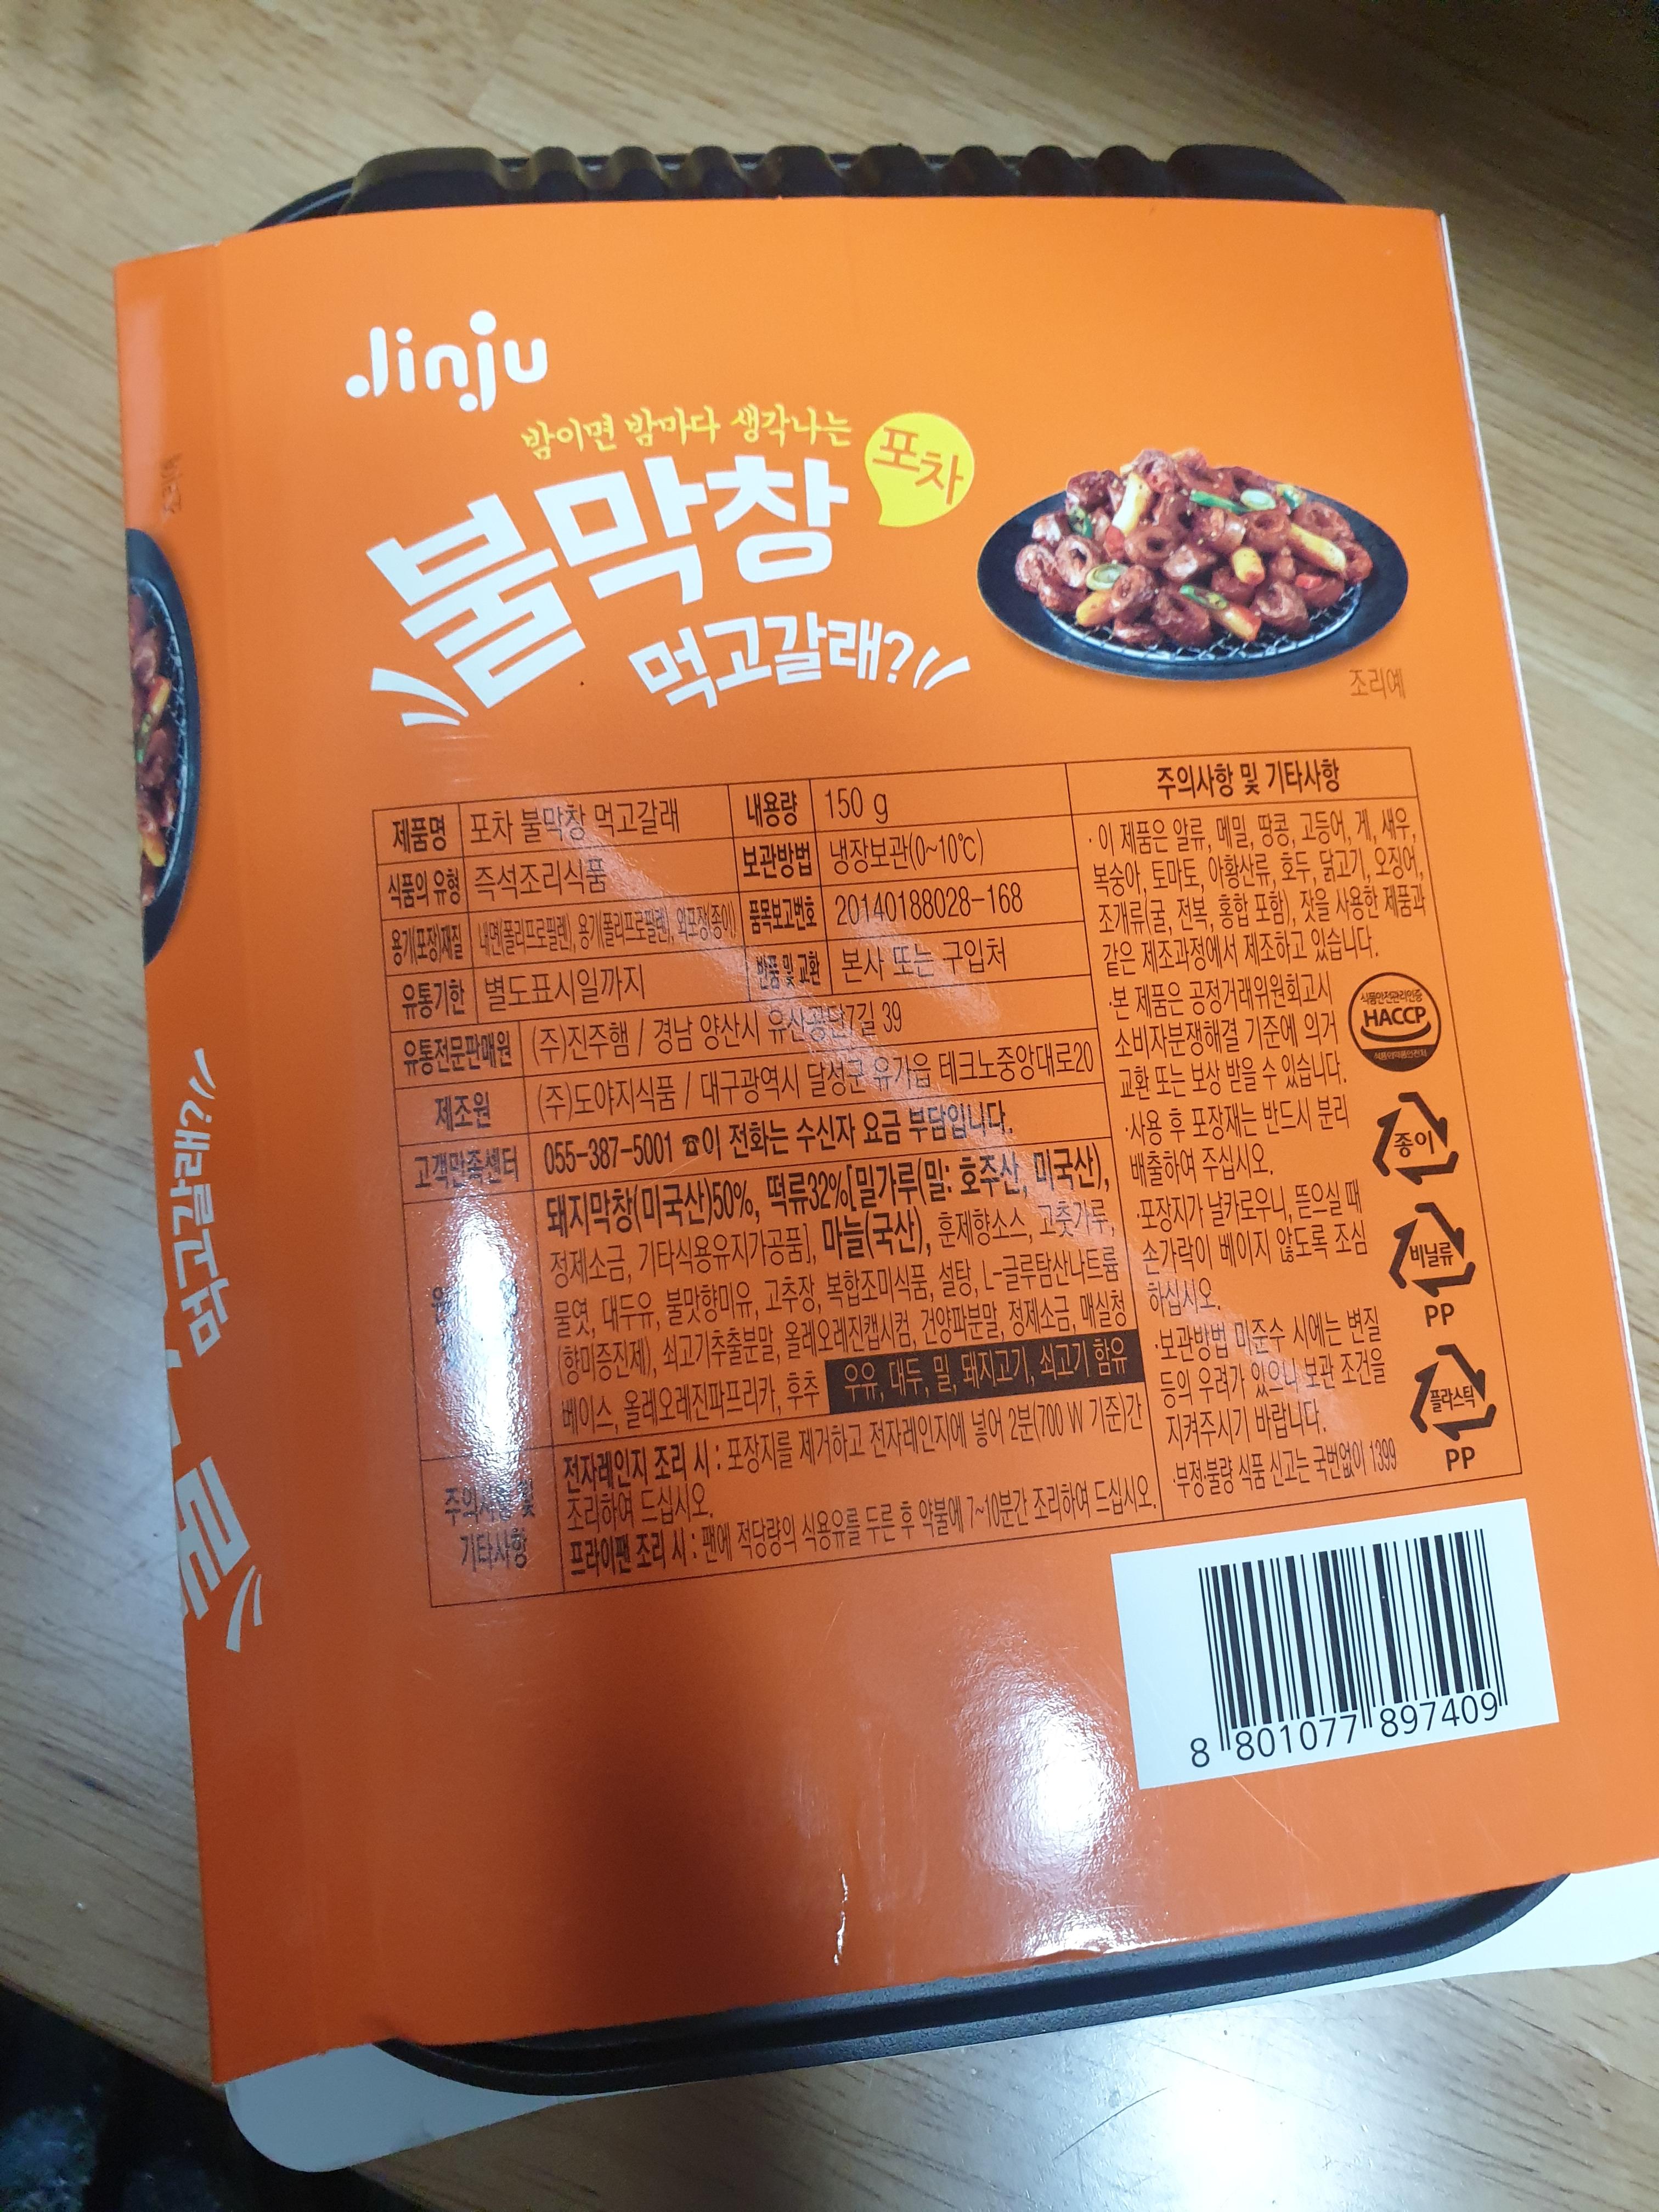 Jinju
밤이면 밤마다 생각나는
포차
불막창
먹고갈래?
조리예
제품명 포차 불막창 먹고갈래 내용량 150 g
식품의 유형 즉석조리식품 보관방법 냉장보관(0~10℃)
용기(포장)재질 내면(폴리프로필렌), 용기(폴리프로필렌), 외포장(종이) 품목보고번호 20140188028-168
유통기한 별도표시일까지 반품 및 교환 본사 또는 구입처
유통전문판매원 (주)진주햄 / 경남 양산시 유산공단7길 39
제조원 (주)도야지식품 / 대구광역시 달성군 유가읍 테크노중앙대로20
고객만족센터 055-387-5001 ☎이 전화는 수신자 요금 부담입니다.
돼지막창(미국산)50%, 떡류32%[밀가루(밀: 호주산, 미국산),
정제소금, 기타식용유지가공품], 마늘(국산), 훈제향소스, 고춧가루,
물엿, 대두유, 불맛향미유, 고추장, 복합조미식품, 설탕, L-글루탐산나트륨
(향미증진제), 쇠고기추출분말, 올레오레진캡시컴, 건양파분말, 정제소금, 매실청
베이스, 올레오레진파프리카, 후추 우유, 대두, 밀, 돼지고기, 쇠고기 함유
주의사항 및
기타사항
전자레인지 조리 시 : 포장지를 제거하고 전자레인지에 넣어 2분(700 W 기준)간
조리하여 드십시오.
프라이팬 조리 시 : 팬에 적당량의 식용유를 두른 후 약불에 7~10분간 조리하여 드십시오.
주의사항 및 기타사항
· 이 제품은 알류, 메밀, 땅콩, 고등어, 게, 새우,
복숭아, 토마토, 아황산류, 호두, 닭고기, 오징어,
조개류(굴, 전복, 홍합 포함), 잣을 사용한 제품과
같은 제조과정에서 제조하고 있습니다.
·본 제품은 공정거래위원회고시
소비자분쟁해결 기준에 의거
교환 또는 보상 받을 수 있습니다.
·사용 후 포장재는 반드시 분리
배출하여 주십시오.
·포장지가 날카로우니, 뜯으실 때
손가락이 베이지 않도록 조심
하십시오.
·보관방법 미준수 시에는 변질
등의 우려가 있으니 보관 조건을
지켜주시기 바랍니다.
·부정·불량 식품 신고는 국번없이 1399
식품안전관리인증
HACCP
식품의약품안전처
종이
비닐류
PP
플라스틱
PP
8 801077 897409
먹고갈래?